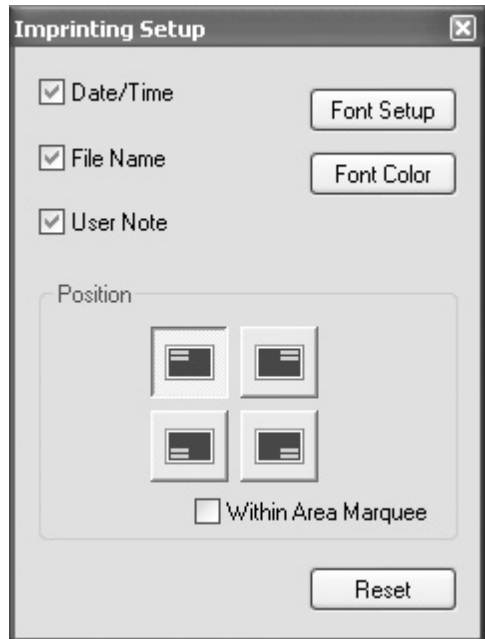 Imprinting Setup
Date/Time
Font Setup
File Name
Font Color
User Note
Position
Within Area Marquee
Reset